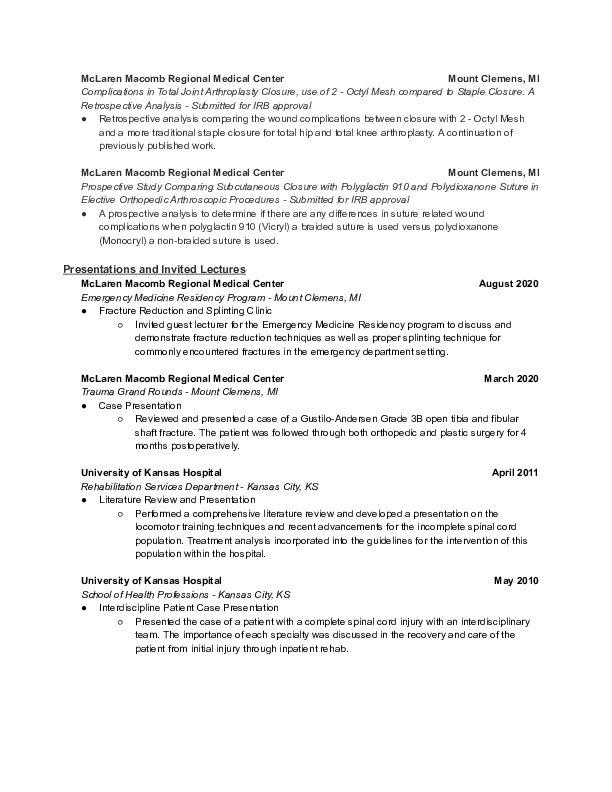 McLaren Macomb Regional Medical Center Mount Clemens, MI
Complications in Total Joint Arthroplasty Closure, use of 2 - Octyl Mesh compared to Staple Closure. A
Retrospective Analysis - Submitted for IRB approval
● Retrospective analysis comparing the wound complications between closure with 2 - Octyl Mesh
and a more traditional staple closure for total hip and total knee arthroplasty. A continuation of
previously published work.
McLaren Macomb Regional Medical Center Mount Clemens, MI
Prospective Study Comparing Subcutaneous Closure with Polyglactin 910 and Polydioxanone Suture in
Elective Orthopedic Arthroscopic Procedures - Submitted for IRB approval
● A prospective analysis to determine if there are any differences in suture related wound
complications when polyglactin 910 (Vicryl) a braided suture is used versus polydioxanone
(Monocryl) a non-braided suture is used.
Presentations and Invited Lectures
McLaren Macomb Regional Medical Center August 2020
Emergency Medicine Residency Program - Mount Clemens, MI
● Fracture Reduction and Splinting Clinic
○ Invited guest lecturer for the Emergency Medicine Residency program to discuss and
demonstrate fracture reduction techniques as well as proper splinting technique for
commonly encountered fractures in the emergency department setting.
McLaren Macomb Regional Medical Center March 2020
Trauma Grand Rounds - Mount Clemens, MI
● Case Presentation
○ Reviewed and presented a case of a Gustilo-Andersen Grade 3B open tibia and fibular
shaft fracture. The patient was followed through both orthopedic and plastic surgery for 4
months postoperatively.
University of Kansas Hospital April 2011
Rehabilitation Services Department - Kansas City, KS
● Literature Review and Presentation
○ Performed a comprehensive literature review and developed a presentation on the
locomotor training techniques and recent advancements for the incomplete spinal cord
population. Treatment analysis incorporated into the guidelines for the intervention of this
population within the hospital.
University of Kansas Hospital May 2010
School of Health Professions - Kansas City, KS
● Interdiscipline Patient Case Presentation
○ Presented the case of a patient with a complete spinal cord injury with an interdisciplinary
team. The importance of each specialty was discussed in the recovery and care of the
patient from initial injury through inpatient rehab.